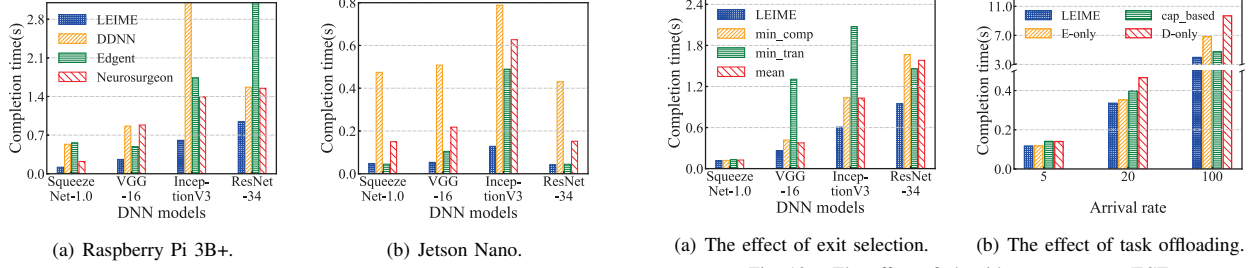 Completion time(s)
2.8
2.1
1.4
0.7
0.0
LEIME
DDNN
Edgent
Neurosurgeon
Squeeze
Net-1.0
VGG
-16
Incep-
tionV3
ResNet
-34
DNN models
(a) Raspberry Pi 3B+.
Completion time(s)
0.8
0.6
0.4
0.2
0.0
Squeeze
Net-1.0
VGG
-16
Incep-
tionV3
ResNet
-34
DNN models
(b) Jetson Nano.
Completion time(s)
2.4
1.8
1.2
0.6
0.0
LEIME
min_comp
min_tran
mean
Squeeze
Net-1.0
VGG
-16
Incep-
tionV3
ResNet
-34
DNN models
(a) The effect of exit selection.
Completion time(s)
11.0
7.0
3.0
0.4
0.2
0.0
LEIME
E-only
cap_based
D-only
5
20
100
Arrival rate
(b) The effect of task offloading.